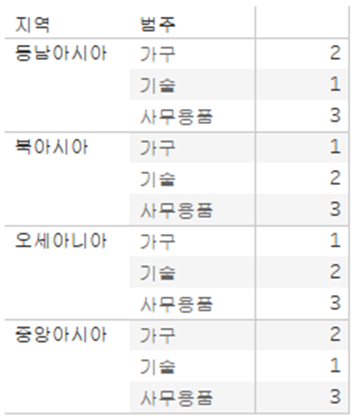 지역 범주
동남아시아 가구 2
기술 1
사무용품 3
북아시아 가구 1
기술 2
사무용품 3
오세아니아 가구 1
기술 2
사무용품 3
중앙아시아 가구 2
기술 1
사무용품 3